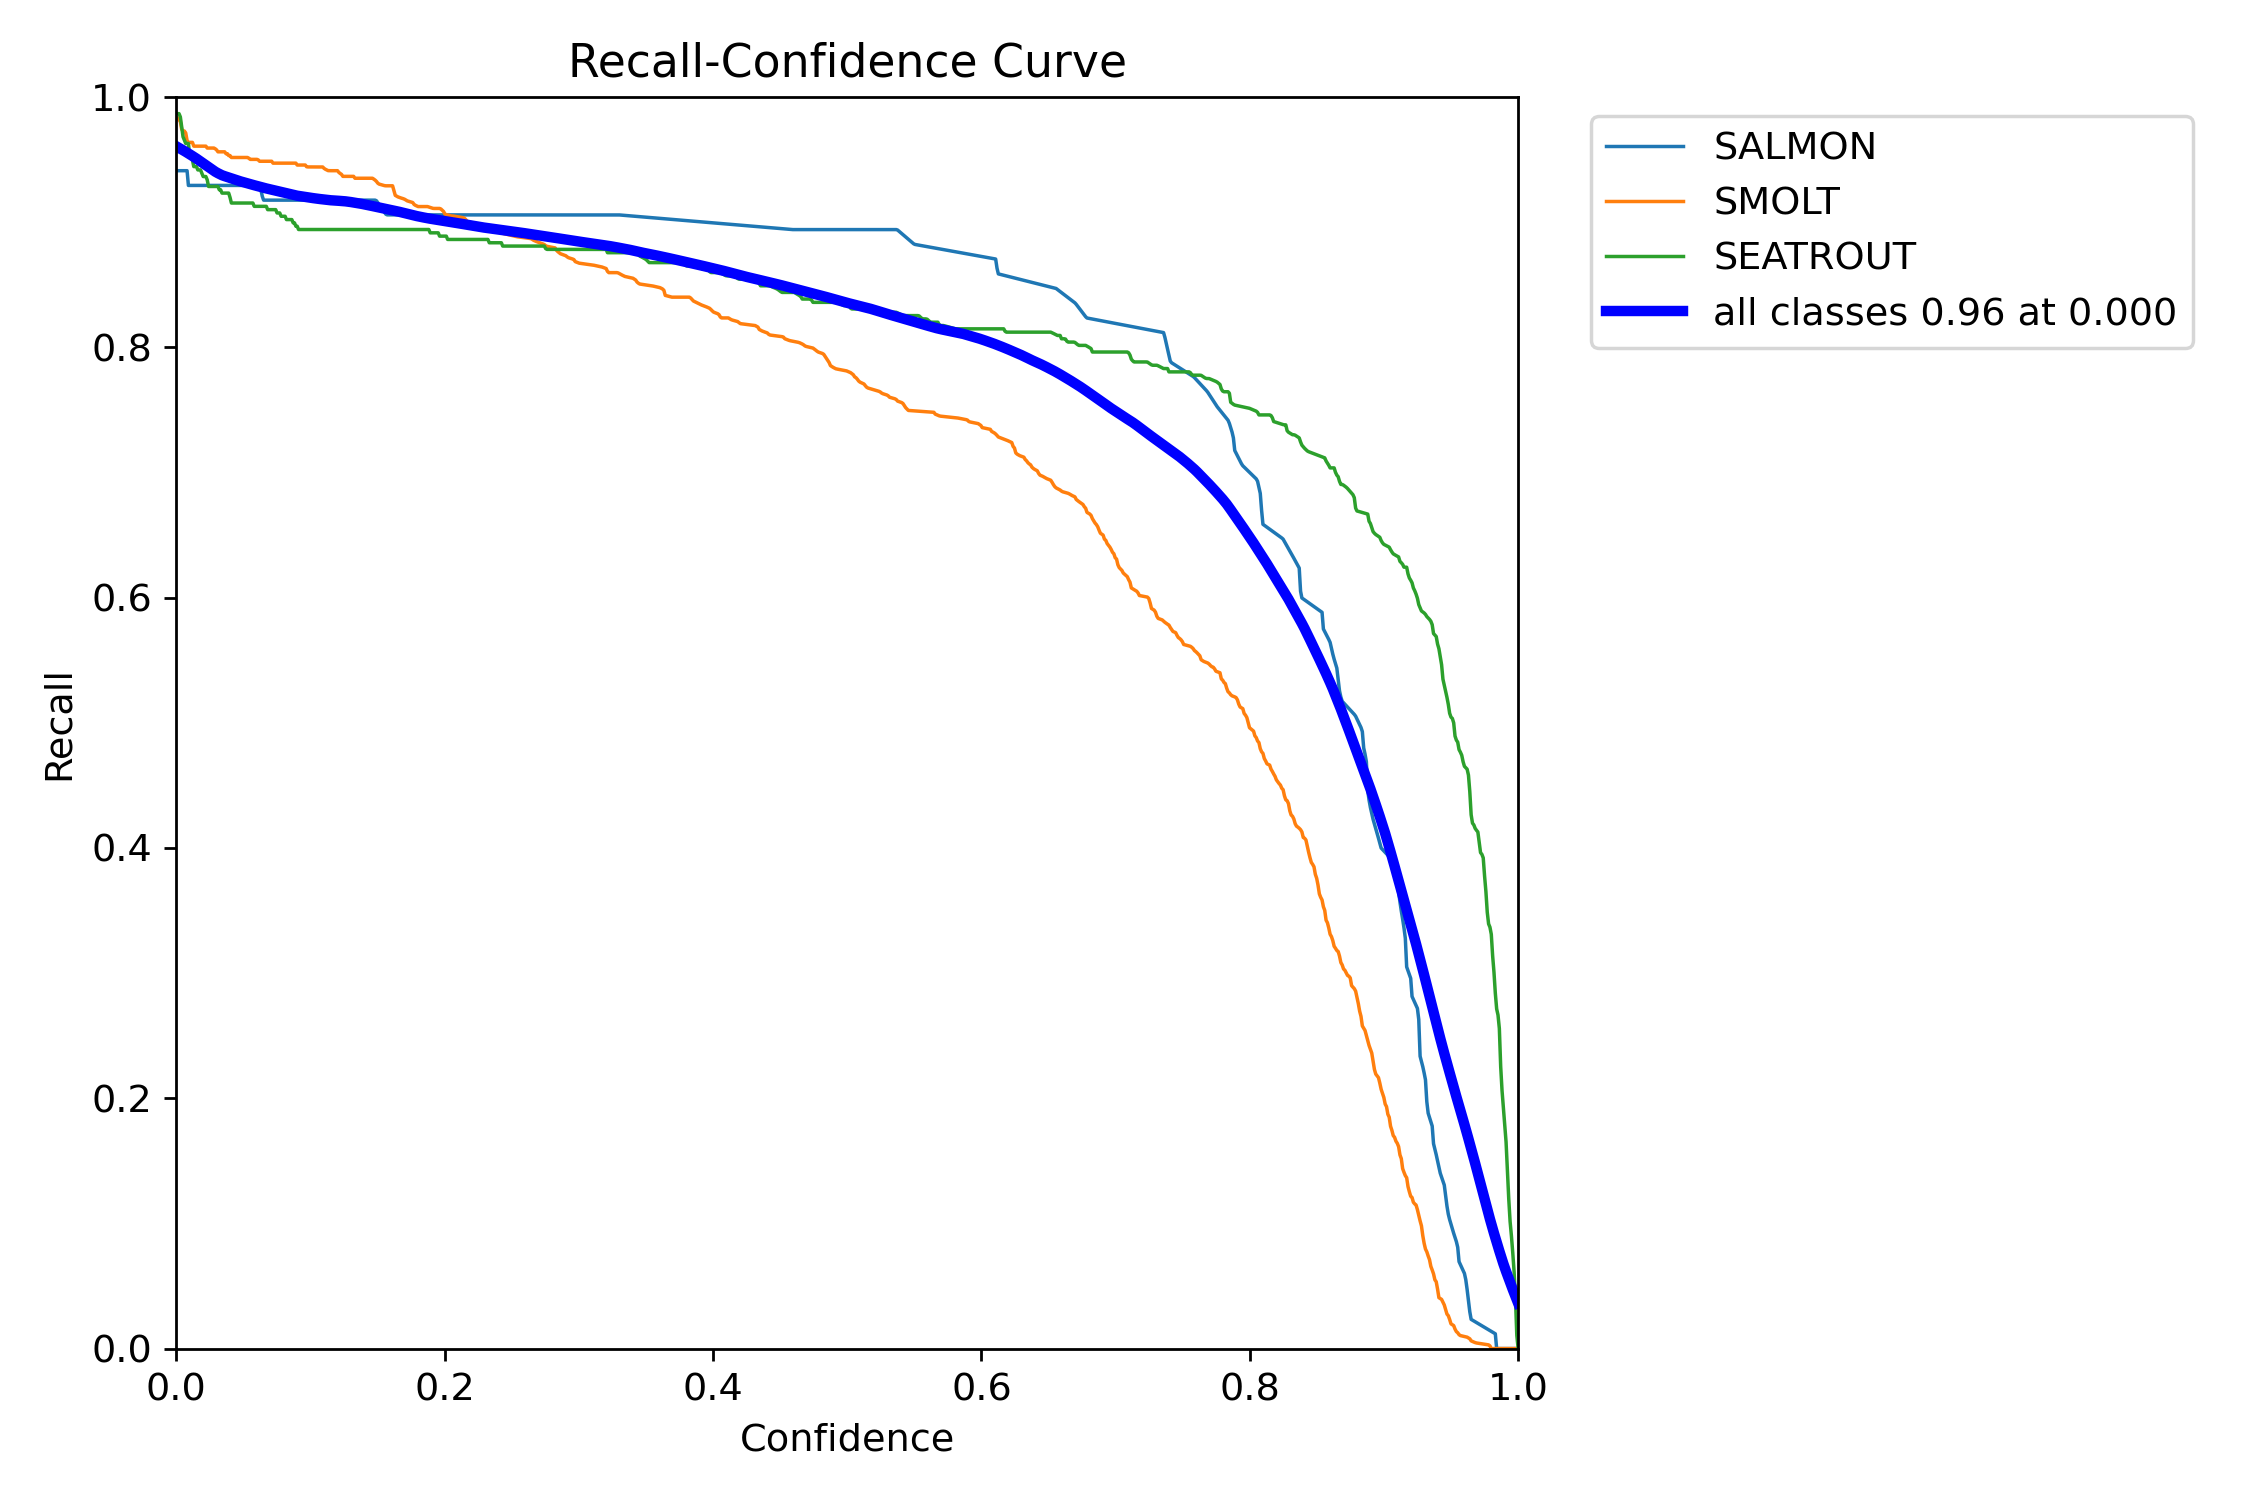 Recall-Confidence Curve
1.0
0.8
0.6
0.4
0.2
0.0
Recall
0.0 0.2 0.4 0.6 0.8 1.0
Confidence
SALMON
SMOLT
SEATROUT
all classes 0.96 at 0.000